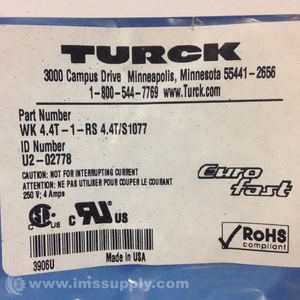 TURCK
3000 Campus Drive Minneapolis, Minnesota 55441-2656
1-800-544-7769 www.Turck.com
Part Number
WK 4.4T-1-RS 4.4T/S1077
ID Number
U2-02778
CAUTION: NOT FOR INTERRUPTING CURRENT
ATTENTION: NE PAS UTILISER POUR COUPER LE COURANT
250 V; 4 Amps
euro fast
US
US
RoHS
compliant
3906U
Made in USA
© www.imssupply.com